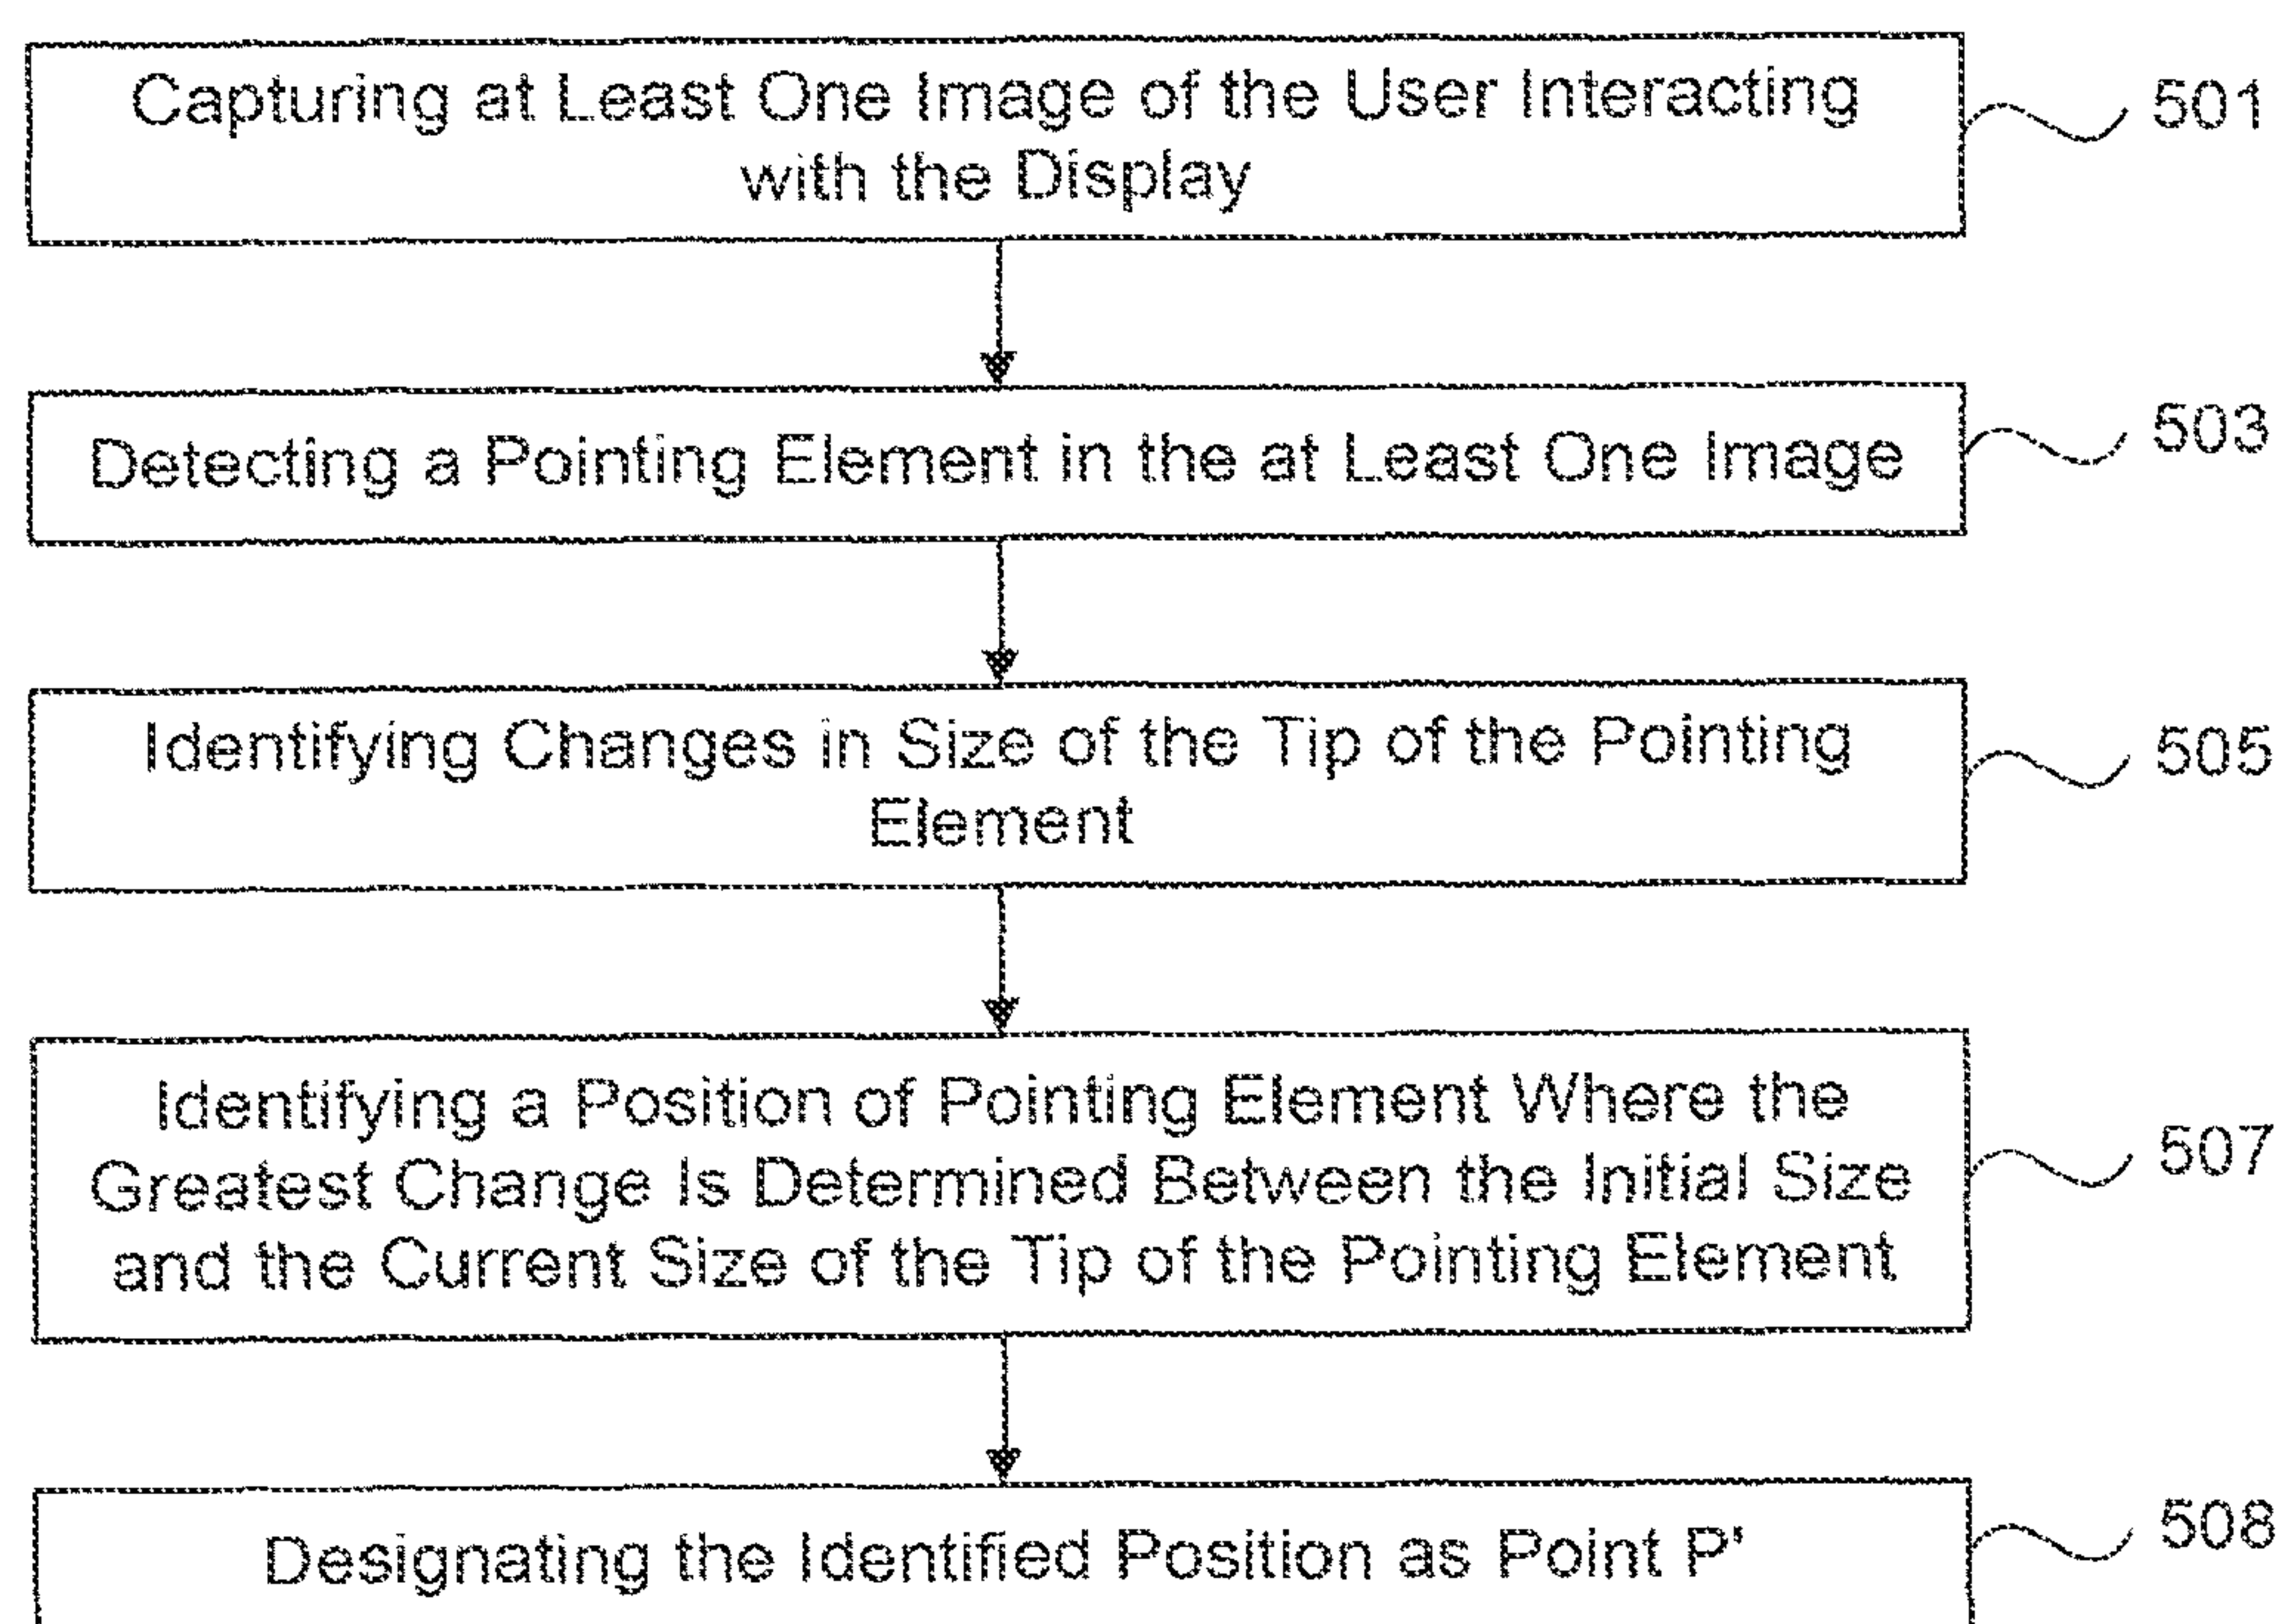 Capturing at Least One Image of the User Interacting
with the Display
501
Detecting a Pointing Element in the at Least One Image
503
Identifying Changes in Size of the Tip of the Pointing
Element
505
Identifying a Position of Pointing Element Where the
Greatest Change Is Determined Between the Initial Size
and the Current Size of the Tip of the Pointing Element
507
Designating the Identified Position as Point P'
508